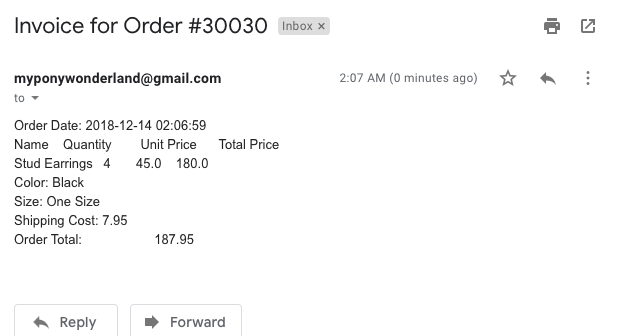 Invoice for Order #30030 Inbox ×
myponywonderland@gmail.com 2:07 AM (0 minutes ago)
to
Order Date: 2018-12-14 02:06:59
Name Quantity Unit Price Total Price
Stud Earrings 4 45.0 180.0
Color: Black
Size: One Size
Shipping Cost: 7.95
Order Total: 187.95
Reply Forward